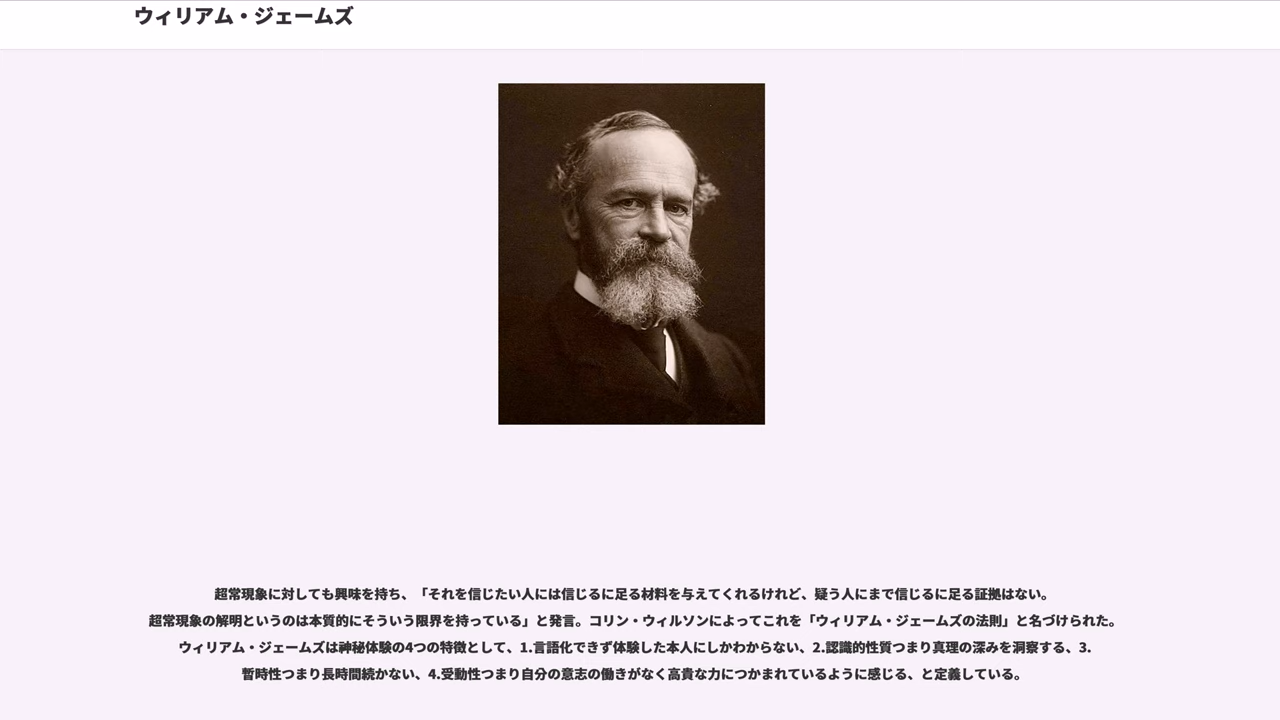 ウィリアム・ジェームズ
超常現象に対しても興味を持ち、「それを信じたい人には信じるに足る材料を与えてくれるけれど、疑う人にまで信じるに足る証拠はない。
超常現象の解明というのは本質的にそういう限界を持っている」と発言。コリン・ウィルソンによってこれを「ウィリアム・ジェームズの法則」と名づけられた。
ウィリアム・ジェームズは神秘体験の4つの特徴として、1.言語化できず体験した本人にしかわからない、2.認識的性質つまり真理の深みを洞察する、3.
暫時性つまり長時間続かない、4.受動性つまり自分の意志の働きがなく高貴な力につかまれているように感じる、と定義している。